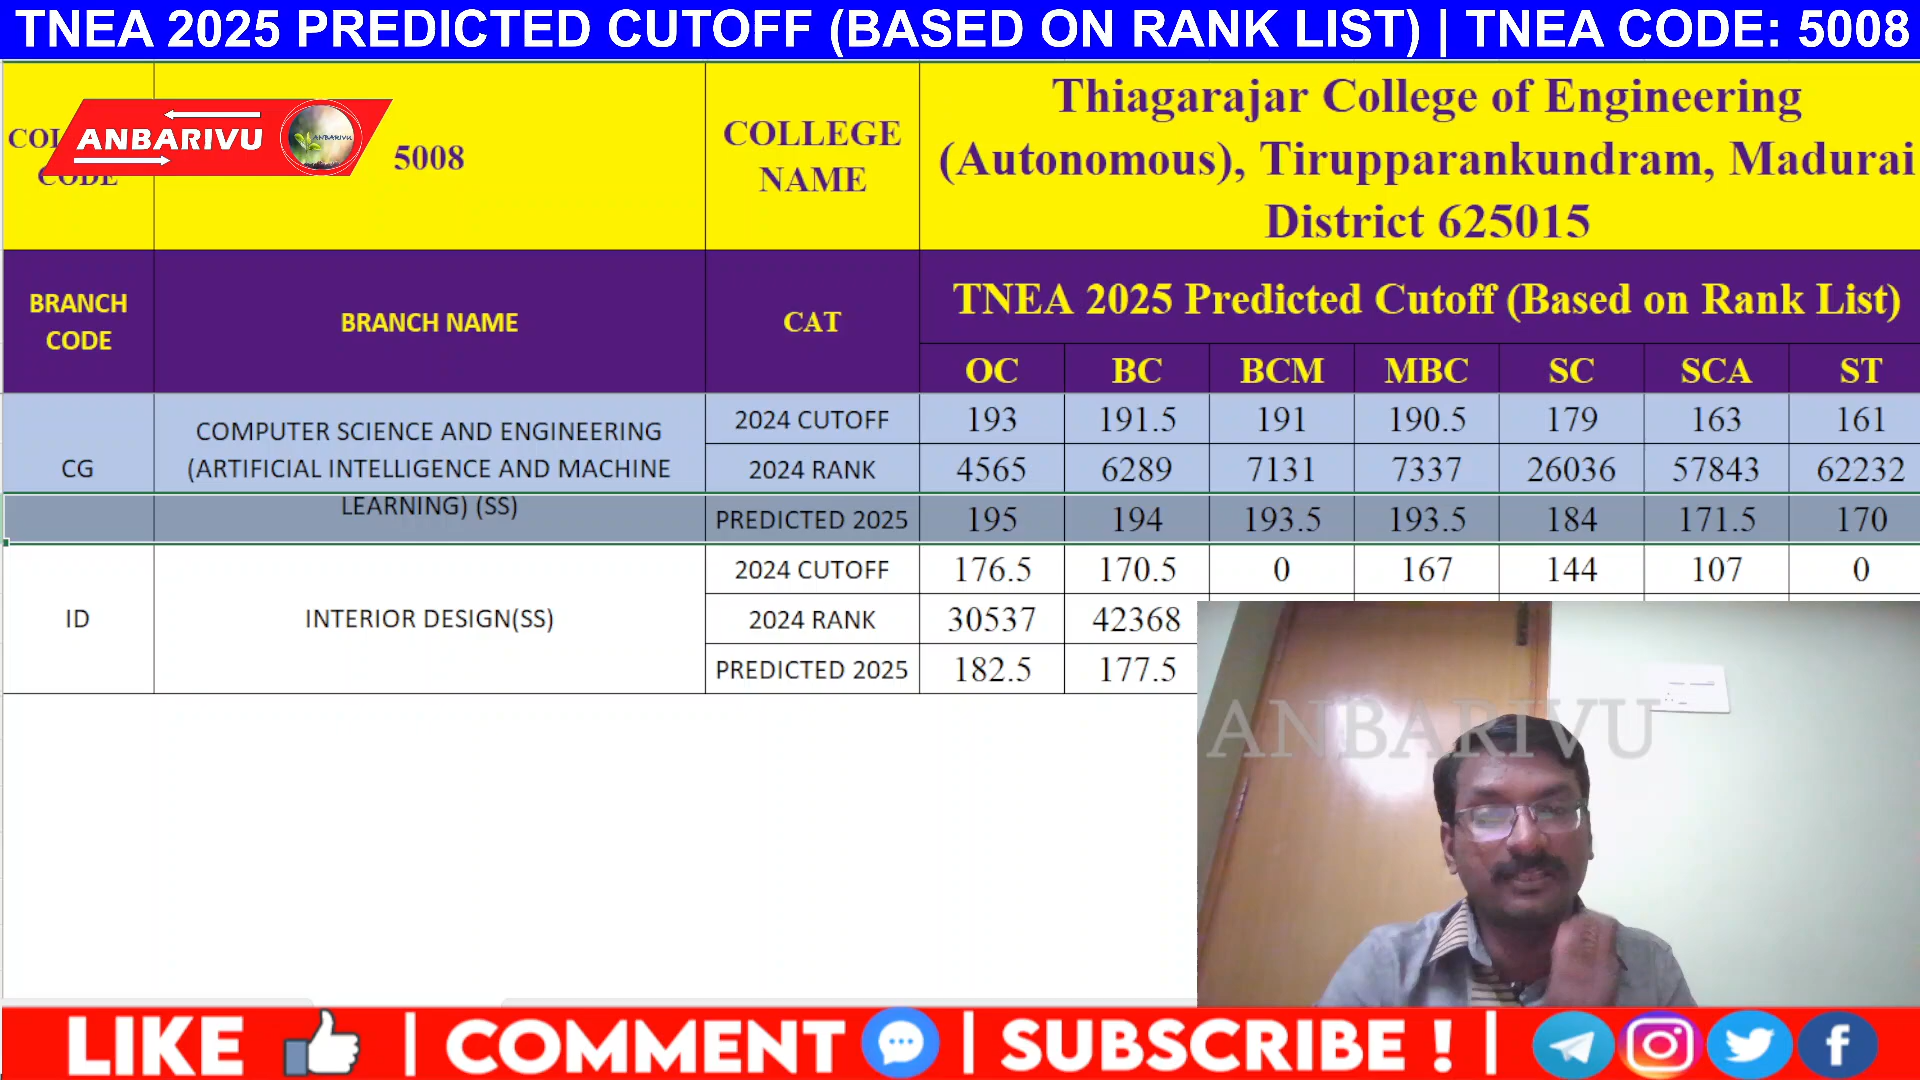 TNEA 2025 PREDICTED CUTOFF (BASED ON RANK LIST) | TNEA CODE: 5008
ANBARIVU
ANBARIVU
CODE
5008
COLLEGE
NAME
Thiagarajar College of Engineering
(Autonomous), Tirupparankundram, Madurai
District 625015
BRANCH
CODE
BRANCH NAME
CAT
TNEA 2025 Predicted Cutoff (Based on Rank List)
OC BC BCM MBC SC SCA ST
CG
COMPUTER SCIENCE AND ENGINEERING
(ARTIFICIAL INTELLIGENCE AND MACHINE
LEARNING) (SS)
2024 CUTOFF 193 191.5 191 190.5 179 163 161
2024 RANK 4565 6289 7131 7337 26036 57843 62232
PREDICTED 2025 195 194 193.5 193.5 184 171.5 170
ID
INTERIOR DESIGN(SS)
2024 CUTOFF 176.5 170.5 0 167 144 107 0
2024 RANK 30537 42368
PREDICTED 2025 182.5 177.5
ANBARIVU
LIKE | COMMENT | SUBSCRIBE ! |